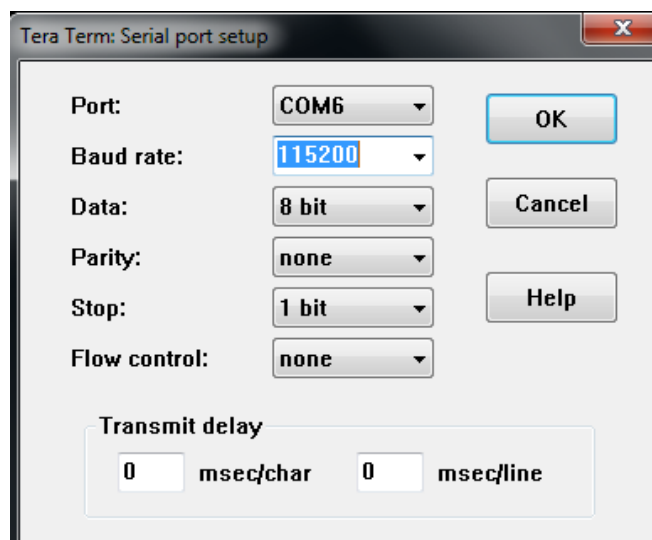 Tera Term: Serial port setup
Port: COM6 OK
Baud rate: 115200
Data: 8 bit Cancel
Parity: none
Stop: 1 bit Help
Flow control: none
Transmit delay
0 msec/char 0 msec/line